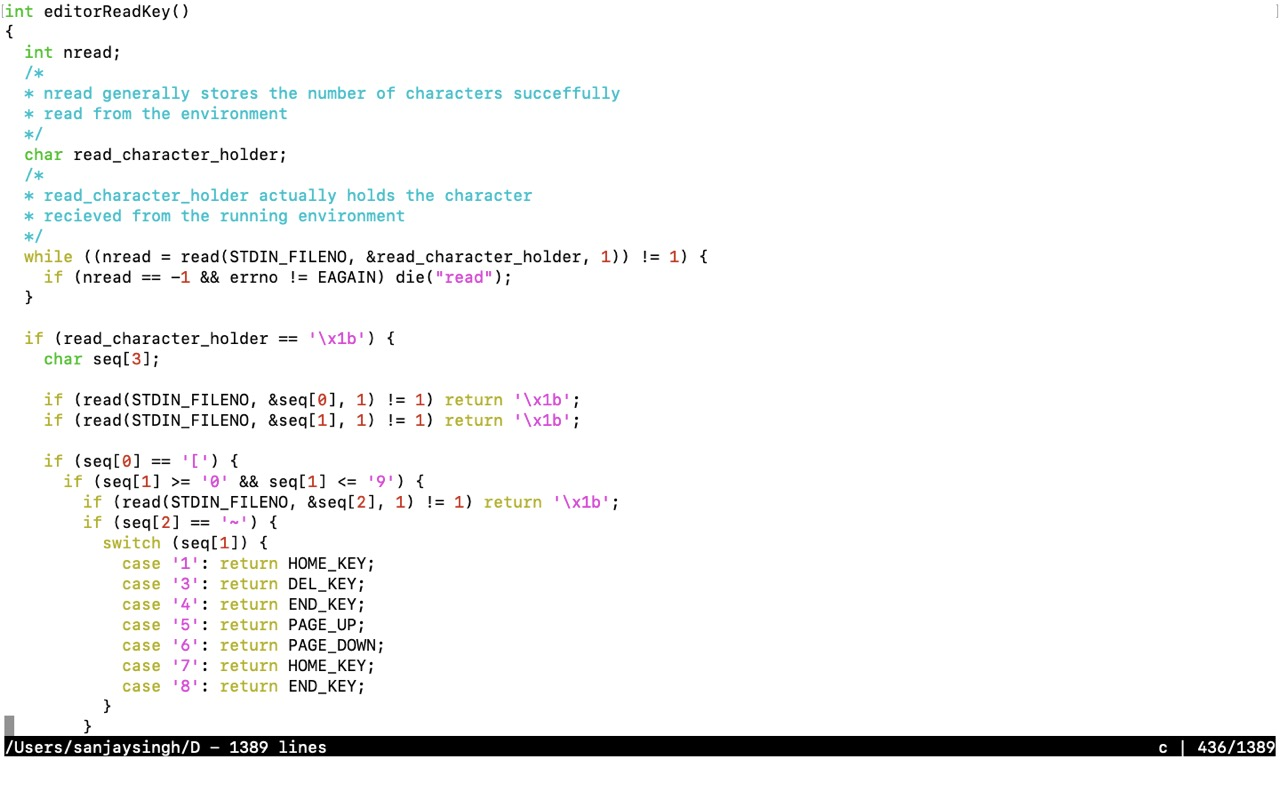 int editorReadKey()
{
  int nread;
  /*
  * nread generally stores the number of characters succeffully
  * read from the environment
  */
  char read_character_holder;
  /*
  * read_character_holder actually holds the character
  * recieved from the running environment
  */
  while ((nread = read(STDIN_FILENO, &read_character_holder, 1)) != 1) {
    if (nread == -1 && errno != EAGAIN) die("read");
  }

  if (read_character_holder == '\x1b') {
    char seq[3];

    if (read(STDIN_FILENO, &seq[0], 1) != 1) return '\x1b';
    if (read(STDIN_FILENO, &seq[1], 1) != 1) return '\x1b';

    if (seq[0] == '[') {
      if (seq[1] >= '0' && seq[1] <= '9') {
        if (read(STDIN_FILENO, &seq[2], 1) != 1) return '\x1b';
        if (seq[2] == '~') {
          switch (seq[1]) {
            case '1': return HOME_KEY;
            case '3': return DEL_KEY;
            case '4': return END_KEY;
            case '5': return PAGE_UP;
            case '6': return PAGE_DOWN;
            case '7': return HOME_KEY;
            case '8': return END_KEY;
          }
        }
/Users/sanjaysingh/D - 1389 lines c | 436/1389